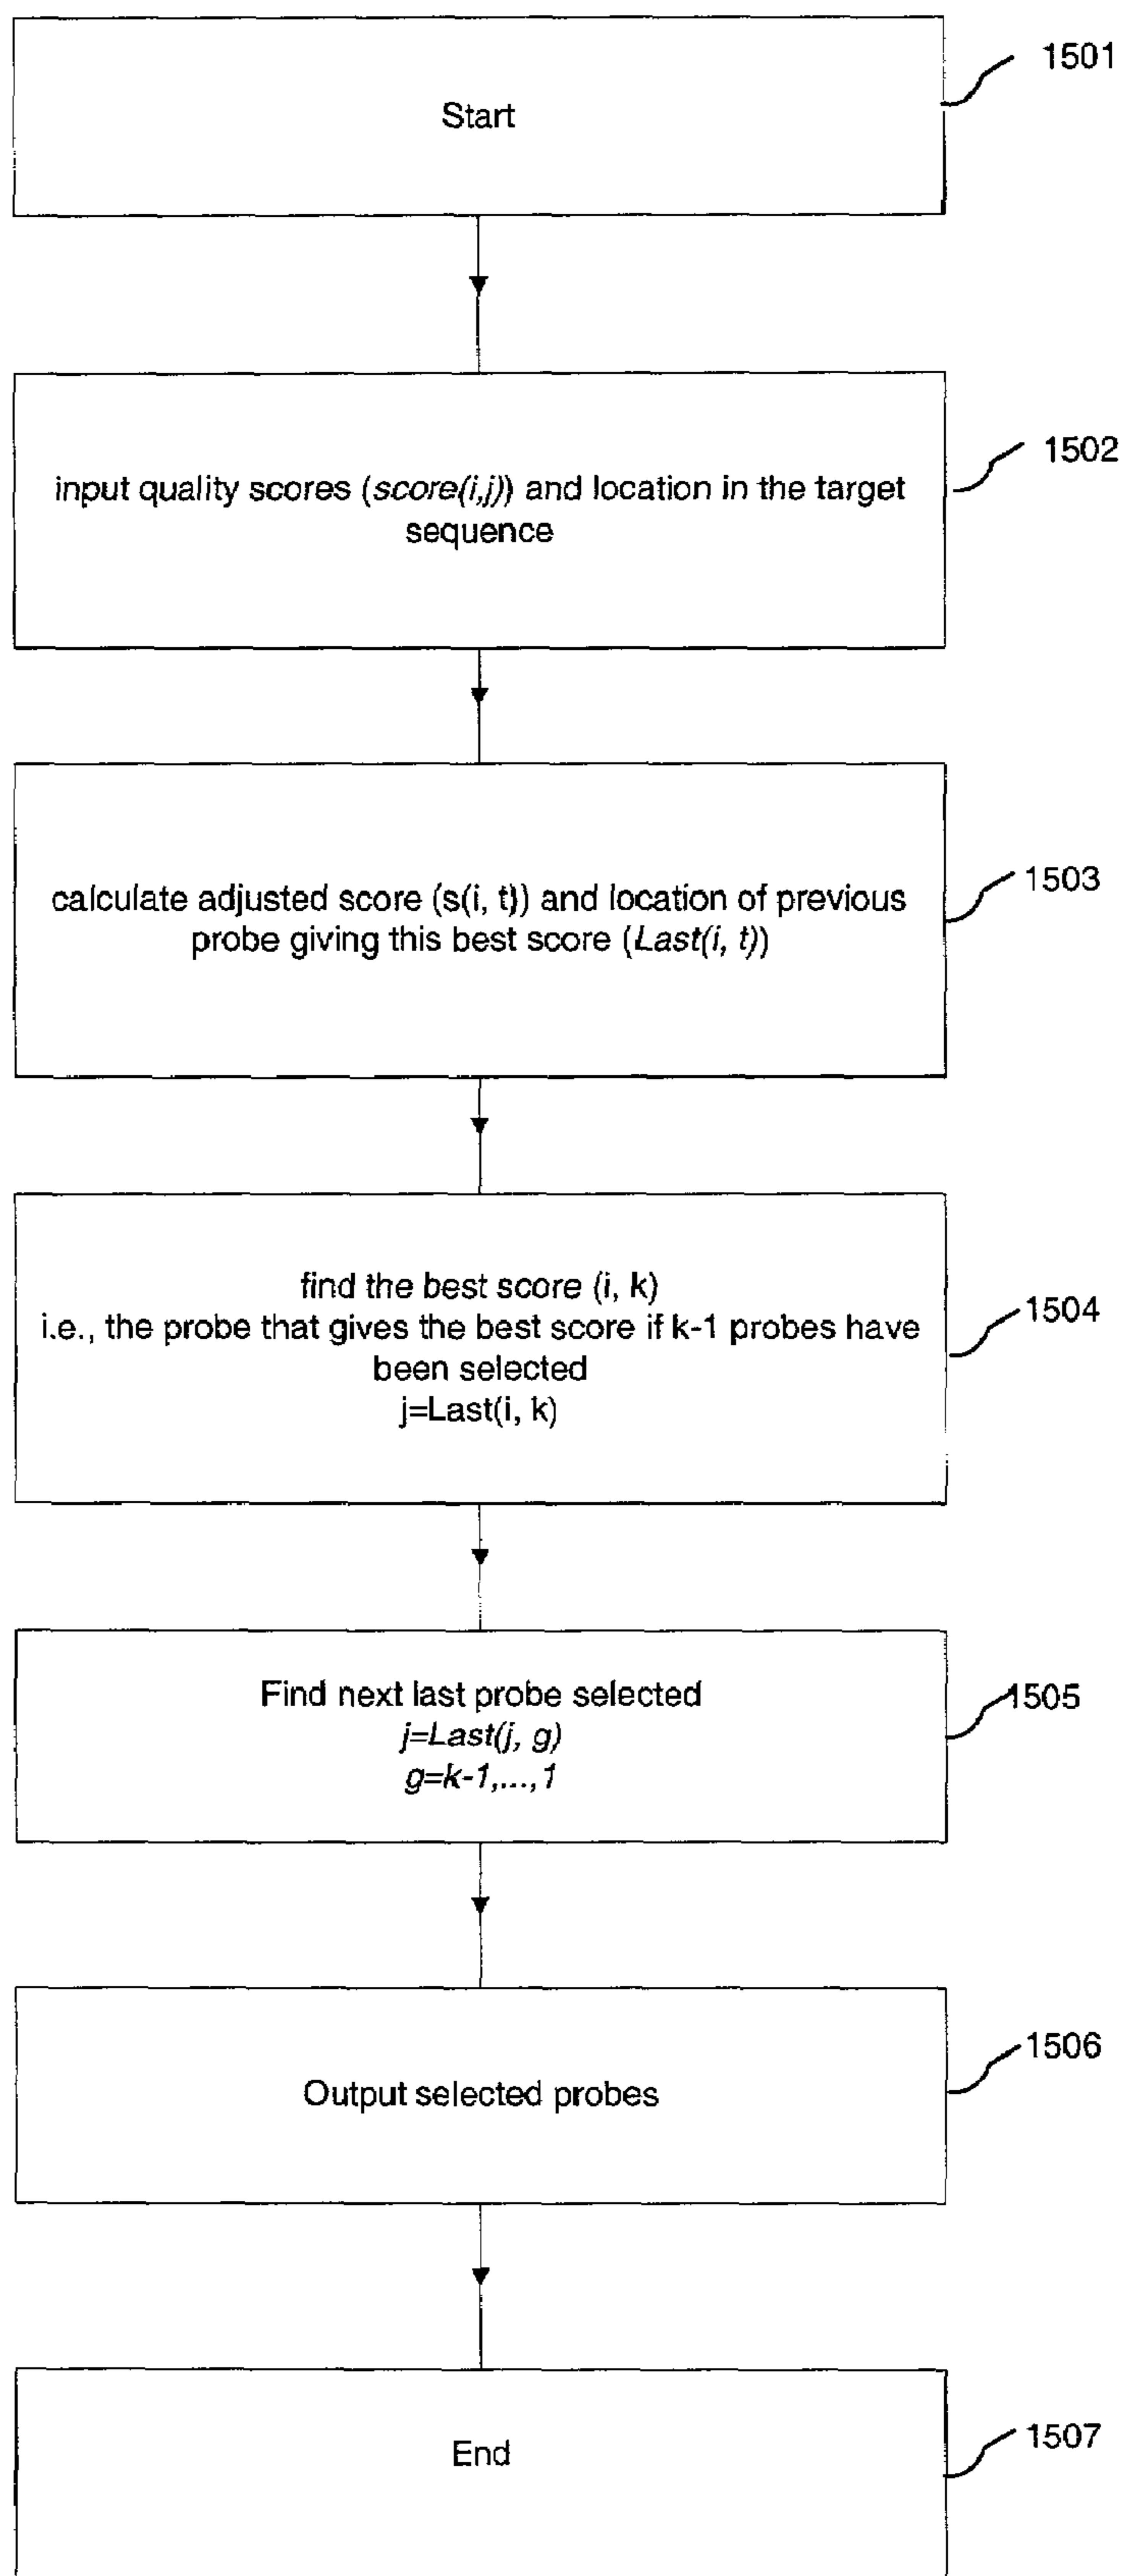 Start
1501
input quality scores (score(i,j)) and location in the target
sequence
1502
calculate adjusted score (s(i, t)) and location of previous
probe giving this best score (Last(i, t))
1503
find the best score (i, k)
i.e., the probe that gives the best score if k-1 probes have
been selected
j=Last(i, k)
1504
Find next last probe selected
j=Last(j, g)
g=k-1,...,1
1505
Output selected probes
1506
End
1507